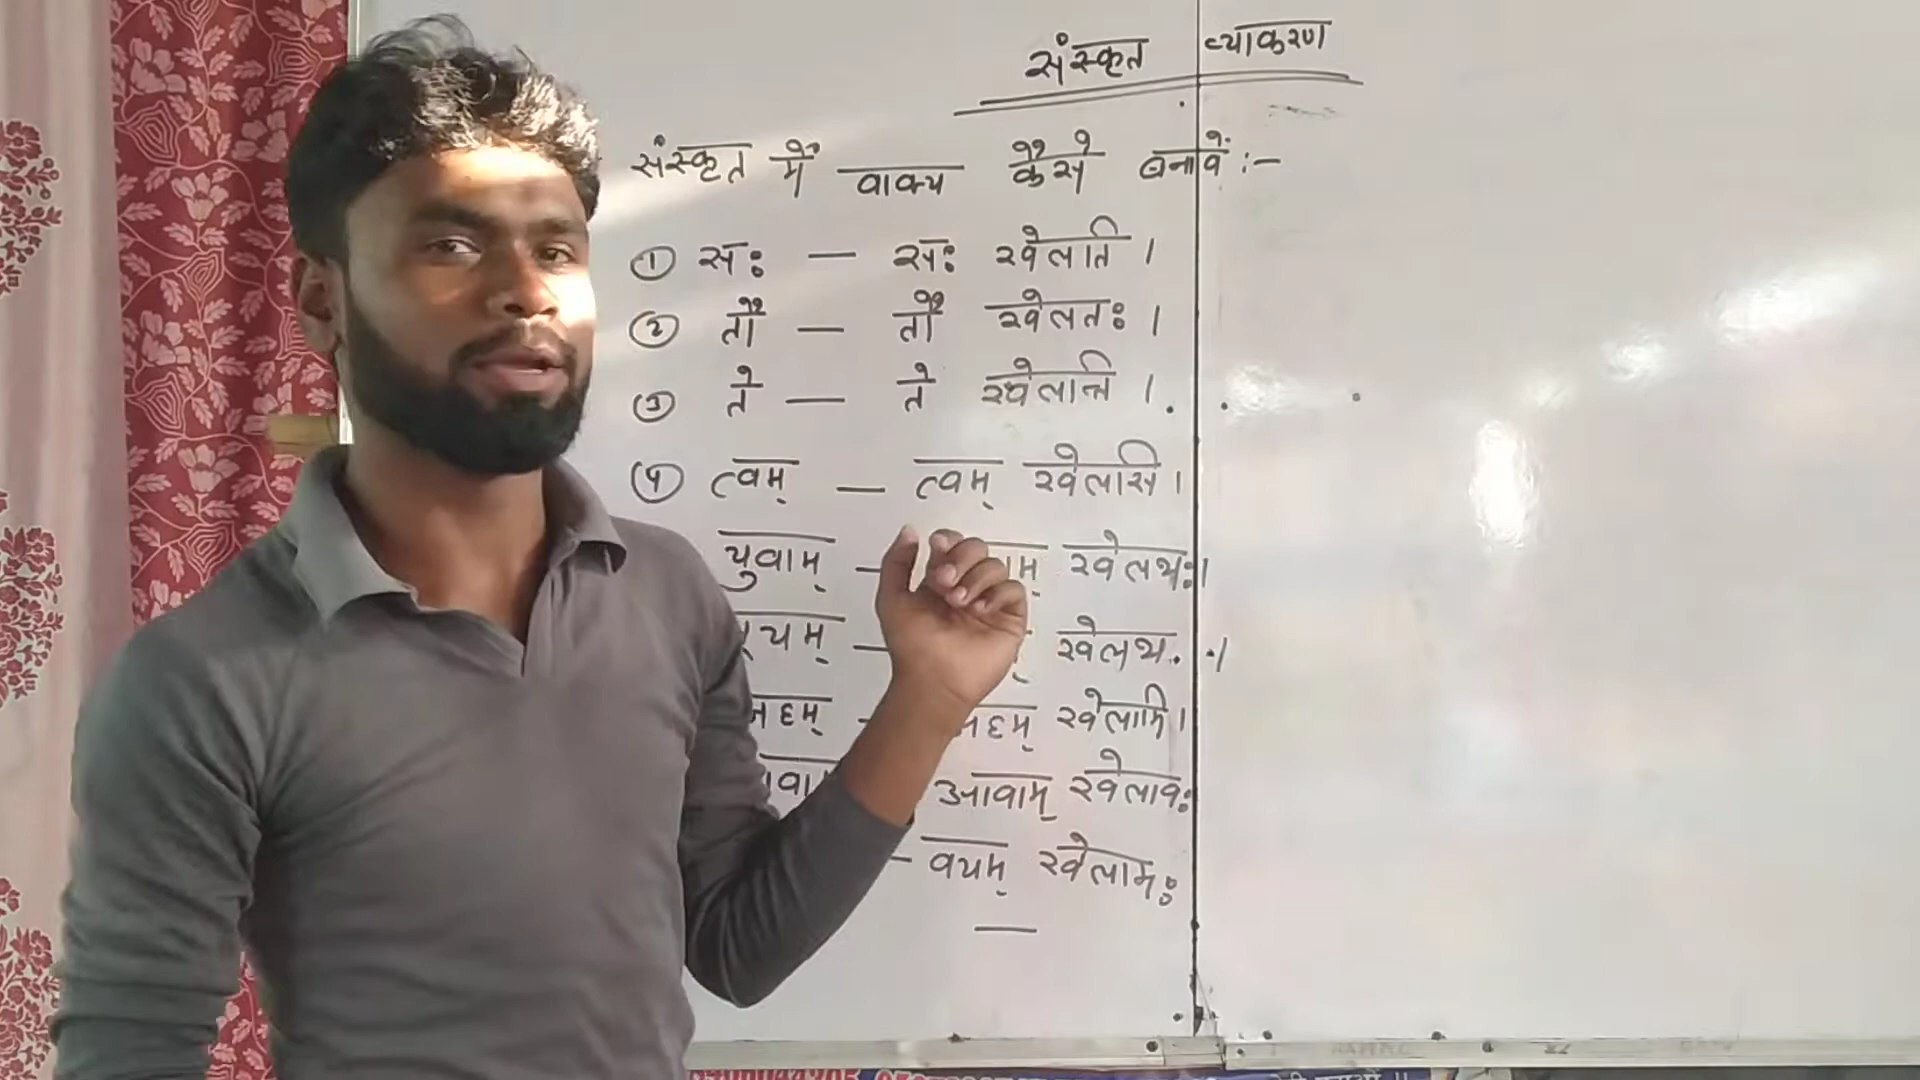 संस्कृत व्याकरण
संस्कृत में वाक्य कैसे बनावें :-
① सः — सः खेलति ।
② तौ — तौ खेलतः ।
③ ते — ते खेलन्ति ।
④ त्वम् — त्वम् खेलसि ।
युवाम् — खेलथः ।
यूयम् — खेलथ ।
अहम् — अहम् खेलामि ।
आवाम् खेलावः
— वयम् खेलामः